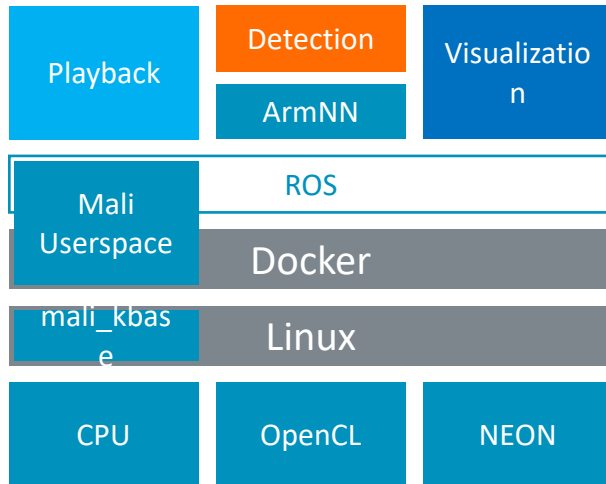 Playback
Detection
ArmNN
Visualizatio
n
ROS
Mali
Userspace
Docker
mali_kbas
e
Linux
CPU
OpenCL
NEON